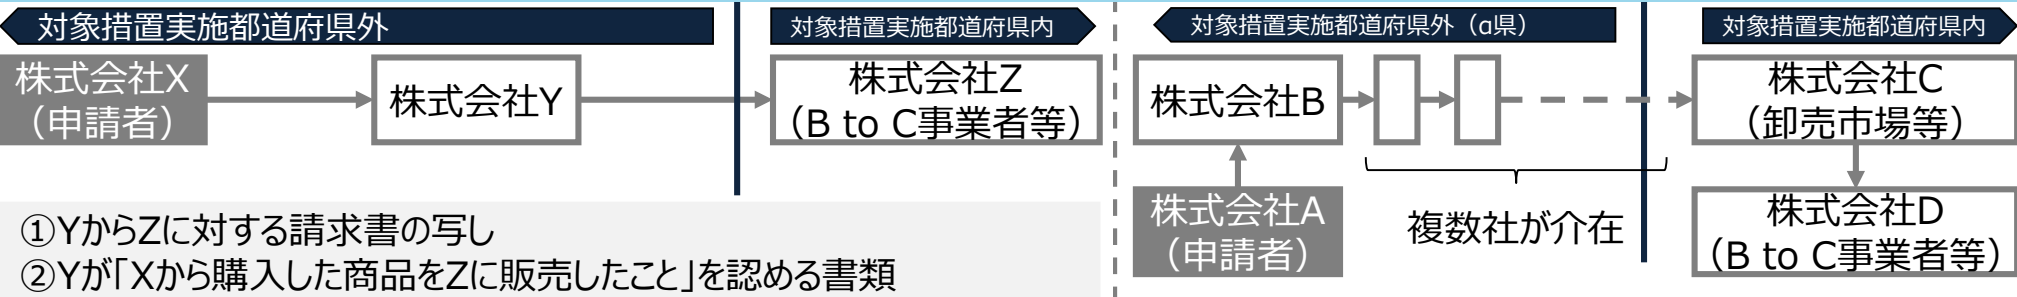 対象措置実施都道府県外
対象措置実施都道府県内
株式会社X
（申請者）
株式会社Y
株式会社Z
（B to C事業者等）
①YからZに対する請求書の写し
②Yが「Xから購入した商品をZに販売したこと」を認める書類
対象措置実施都道府県外（α県）
対象措置実施都道府県内
株式会社B
株式会社C
（卸売市場等）
株式会社A
（申請者）
複数社が介在
株式会社D
（B to C事業者等）